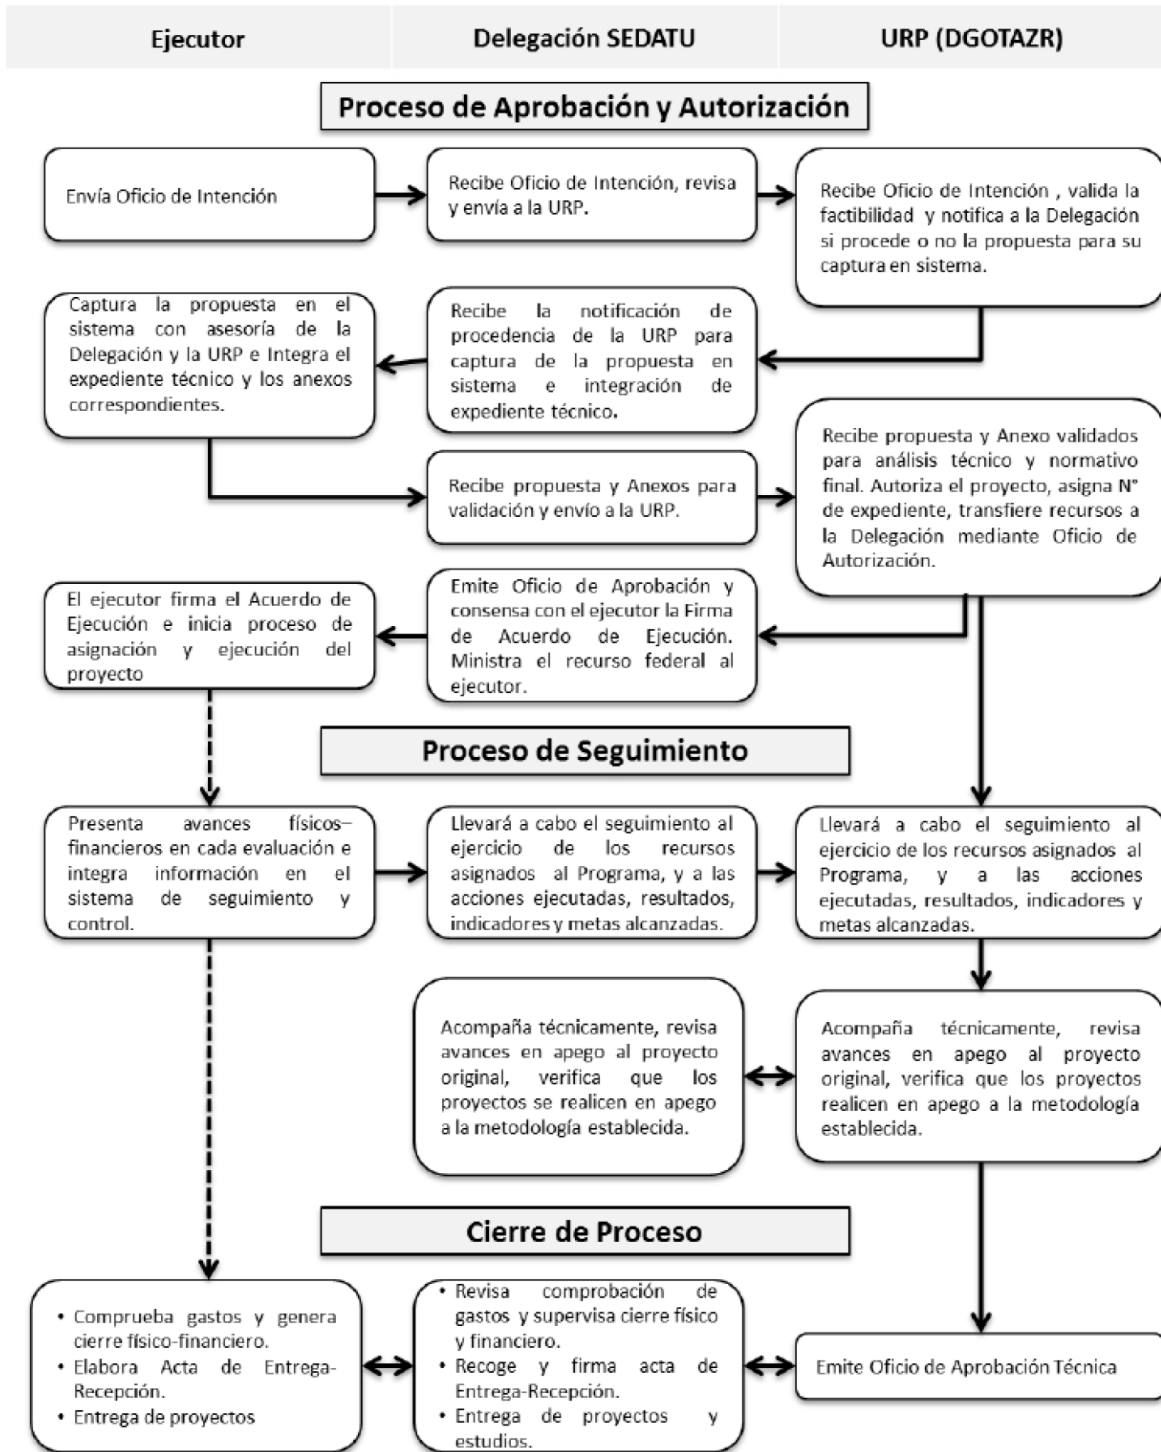 Ejecutor
Delegación SEDATU
URP (DGOTAZR)
Proceso de Aprobación y Autorización
Envía Oficio de Intención
Recibe Oficio de Intención, revisa
y envía a la URP.
Recibe Oficio de Intención , valida la
factibilidad y notifica a la Delegación
si procede o no la propuesta para su
captura en sistema.
Captura la propuesta en el
sistema con asesoría de la
Delegación y la URP e Integra el
expediente técnico y los anexos
correspondientes.
Recibe la notificación de
procedencia de la URP para
captura de la propuesta en
sistema e integración de
expediente técnico.
Recibe propuesta y Anexos para
validación y envío a la URP.
Recibe propuesta y Anexo validados
para análisis técnico y normativo
final. Autoriza el proyecto, asigna N°
de expediente, transfiere recursos a
la Delegación mediante Oficio de
Autorización.
El ejecutor firma el Acuerdo de
Ejecución e inicia proceso de
asignación y ejecución del
proyecto
Emite Oficio de Aprobación y
consensa con el ejecutor la Firma
de Acuerdo de Ejecución.
Ministra el recurso federal al
ejecutor.
Proceso de Seguimiento
Presenta avances físicos–
financieros en cada evaluación e
integra información en el
sistema de seguimiento y
control.
Llevará a cabo el seguimiento al
ejercicio de los recursos
asignados al Programa, y a las
acciones ejecutadas, resultados,
indicadores y metas alcanzadas.
Llevará a cabo el seguimiento al
ejercicio de los recursos asignados al
Programa, y a las acciones
ejecutadas, resultados, indicadores y
metas alcanzadas.
Acompaña técnicamente, revisa
avances en apego al proyecto
original, verifica que los
proyectos se realicen en apego
a la metodología establecida.
Acompaña técnicamente, revisa
avances en apego al proyecto
original, verifica que los proyectos
realicen en apego a la metodología
establecida.
Cierre de Proceso
• Comprueba gastos y genera
cierre físico-financiero.
• Elabora Acta de Entrega-
Recepción.
• Entrega de proyectos
• Revisa comprobación de
gastos y supervisa cierre físico
y financiero.
• Recoge y firma acta de
Entrega-Recepción.
• Entrega de proyectos y
estudios.
Emite Oficio de Aprobación Técnica